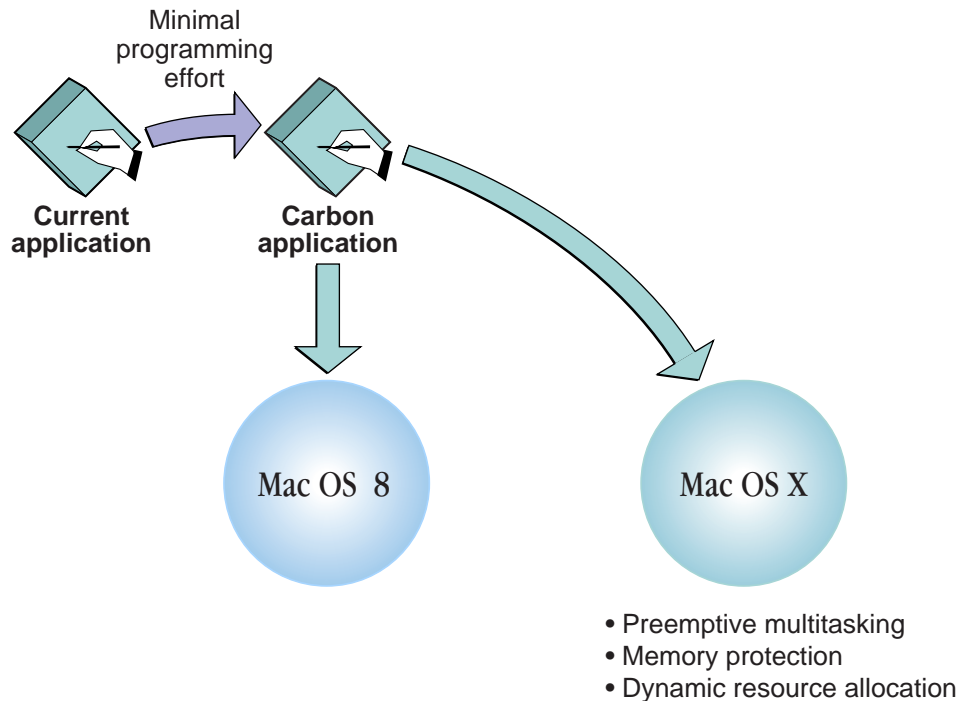 Minimal
programming
effort
Current
application
Carbon
application
Mac OS 8
Mac OS X
• Preemptive multitasking
• Memory protection
• Dynamic resource allocation